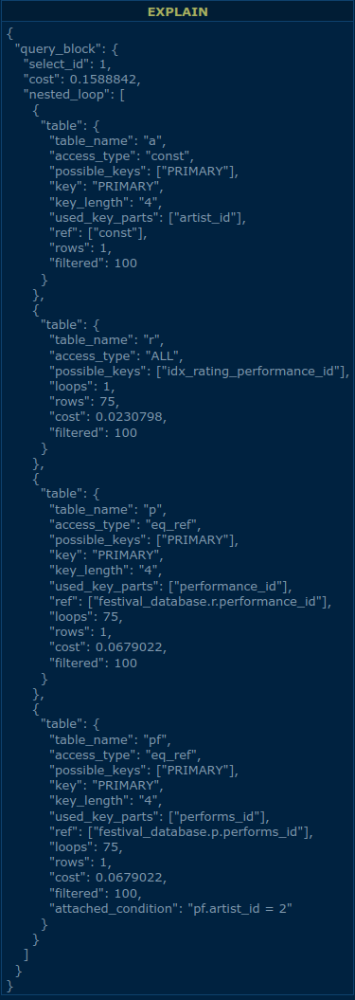 EXPLAIN
{
  "query_block": {
    "select_id": 1,
    "cost": 0.1588842,
    "nested_loop": [
      {
        "table": {
          "table_name": "a",
          "access_type": "const",
          "possible_keys": ["PRIMARY"],
          "key": "PRIMARY",
          "key_length": "4",
          "used_key_parts": ["artist_id"],
          "ref": ["const"],
          "rows": 1,
          "filtered": 100
        }
      },
      {
        "table": {
          "table_name": "r",
          "access_type": "ALL",
          "possible_keys": ["idx_rating_performance_id"],
          "loops": 1,
          "rows": 75,
          "cost": 0.0230798,
          "filtered": 100
        }
      },
      {
        "table": {
          "table_name": "p",
          "access_type": "eq_ref",
          "possible_keys": ["PRIMARY"],
          "key": "PRIMARY",
          "key_length": "4",
          "used_key_parts": ["performance_id"],
          "ref": ["festival_database.r.performance_id"],
          "loops": 75,
          "rows": 1,
          "cost": 0.0679022,
          "filtered": 100
        }
      },
      {
        "table": {
          "table_name": "pf",
          "access_type": "eq_ref",
          "possible_keys": ["PRIMARY"],
          "key": "PRIMARY",
          "key_length": "4",
          "used_key_parts": ["performs_id"],
          "ref": ["festival_database.p.performs_id"],
          "loops": 75,
          "rows": 1,
          "cost": 0.0679022,
          "filtered": 100,
          "attached_condition": "pf.artist_id = 2"
        }
      }
    ]
  }
}